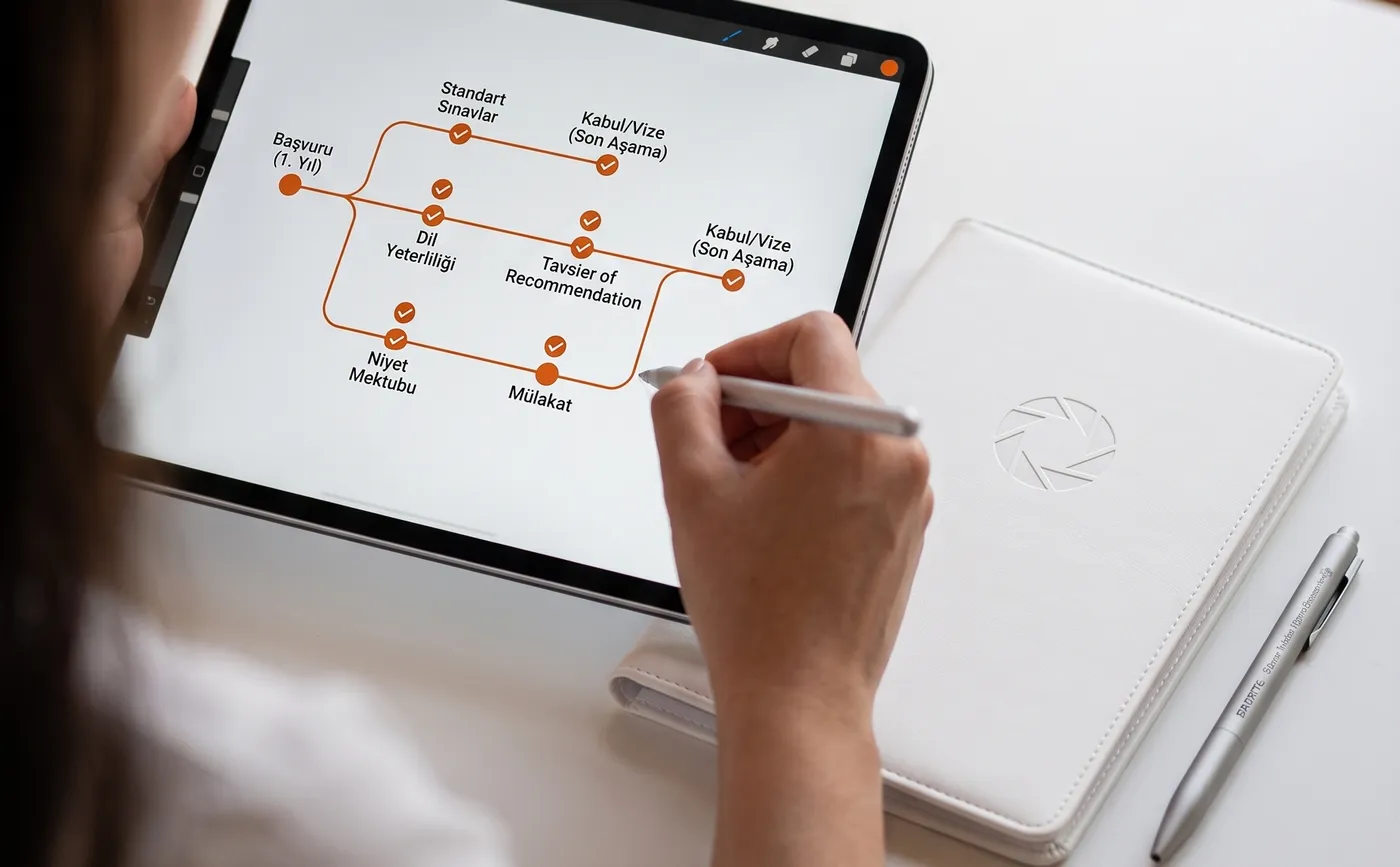 Standart
Sınavlar
Kabul/Vize
(Son Aşama)
Başvuru
(1. Yıl)
Dil
Yeterliliği
Tavsier of
Recommendation
Kabul/Vize
(Son Aşama)
Niyet
Mektubu
Mülakat